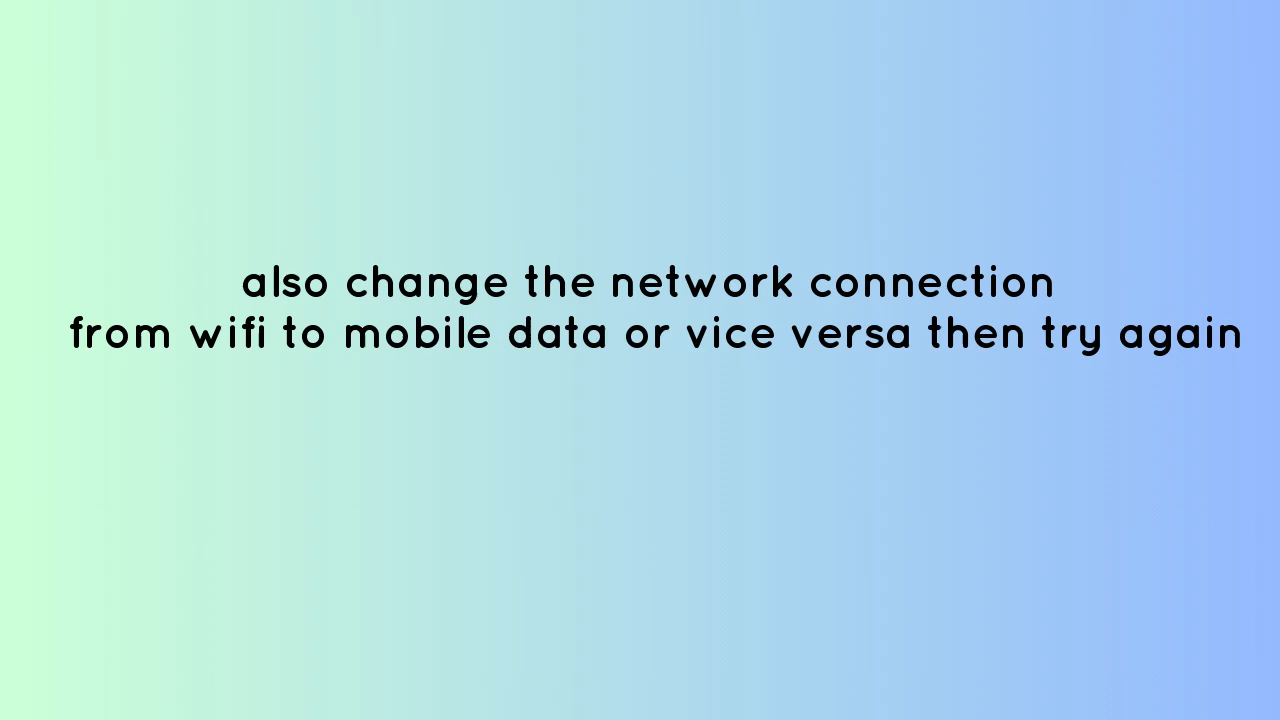 also change the network connection
from wifi to mobile data or vice versa then try again